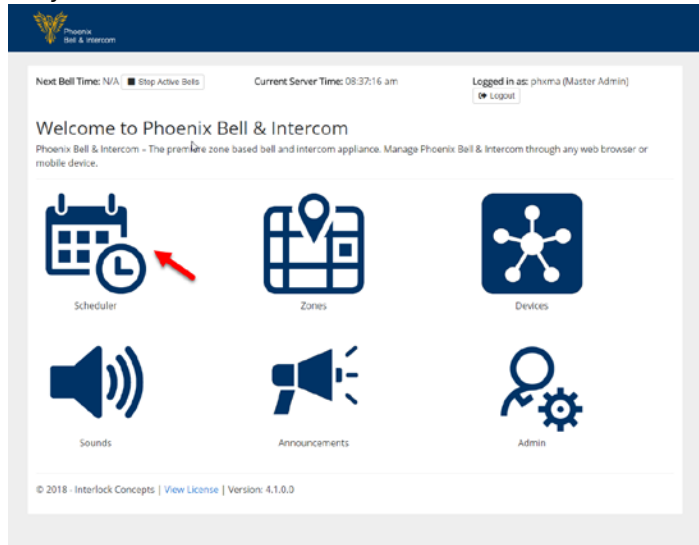 Phoenix
Bell & Intercom
Next Bell Time: N/A Stop Active Bells Current Server Time: 08:37:16 am Logged in as: phxma (Master Admin)
Logout
Welcome to Phoenix Bell & Intercom
Phoenix Bell & Intercom – The premiere zone based bell and intercom appliance. Manage Phoenix Bell & Intercom through any web browser or
mobile device.
Scheduler Zones Devices
Sounds Announcements Admin
© 2018 - Interlock Concepts | View License | Version: 4.1.0.0